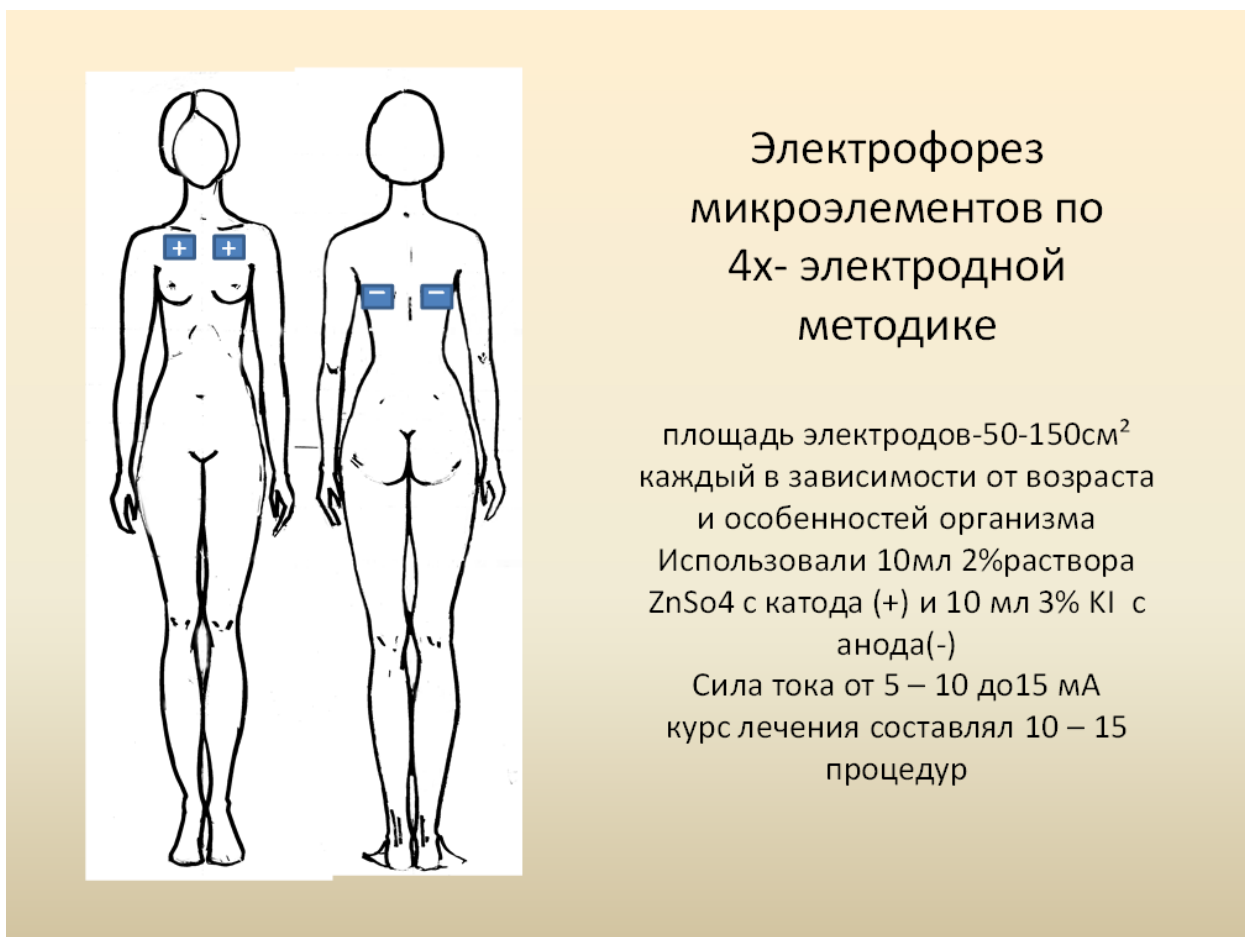 + +
− −
Электрофорез
микроэлементов по
4х- электродной
методике
площадь электродов-50-150см²
каждый в зависимости от возраста
и особенностей организма
Использовали 10мл 2%раствора
ZnSo4 с катода (+) и 10 мл 3% KI с
анода(-)
Сила тока от 5 – 10 до15 мА
курс лечения составлял 10 – 15
процедур